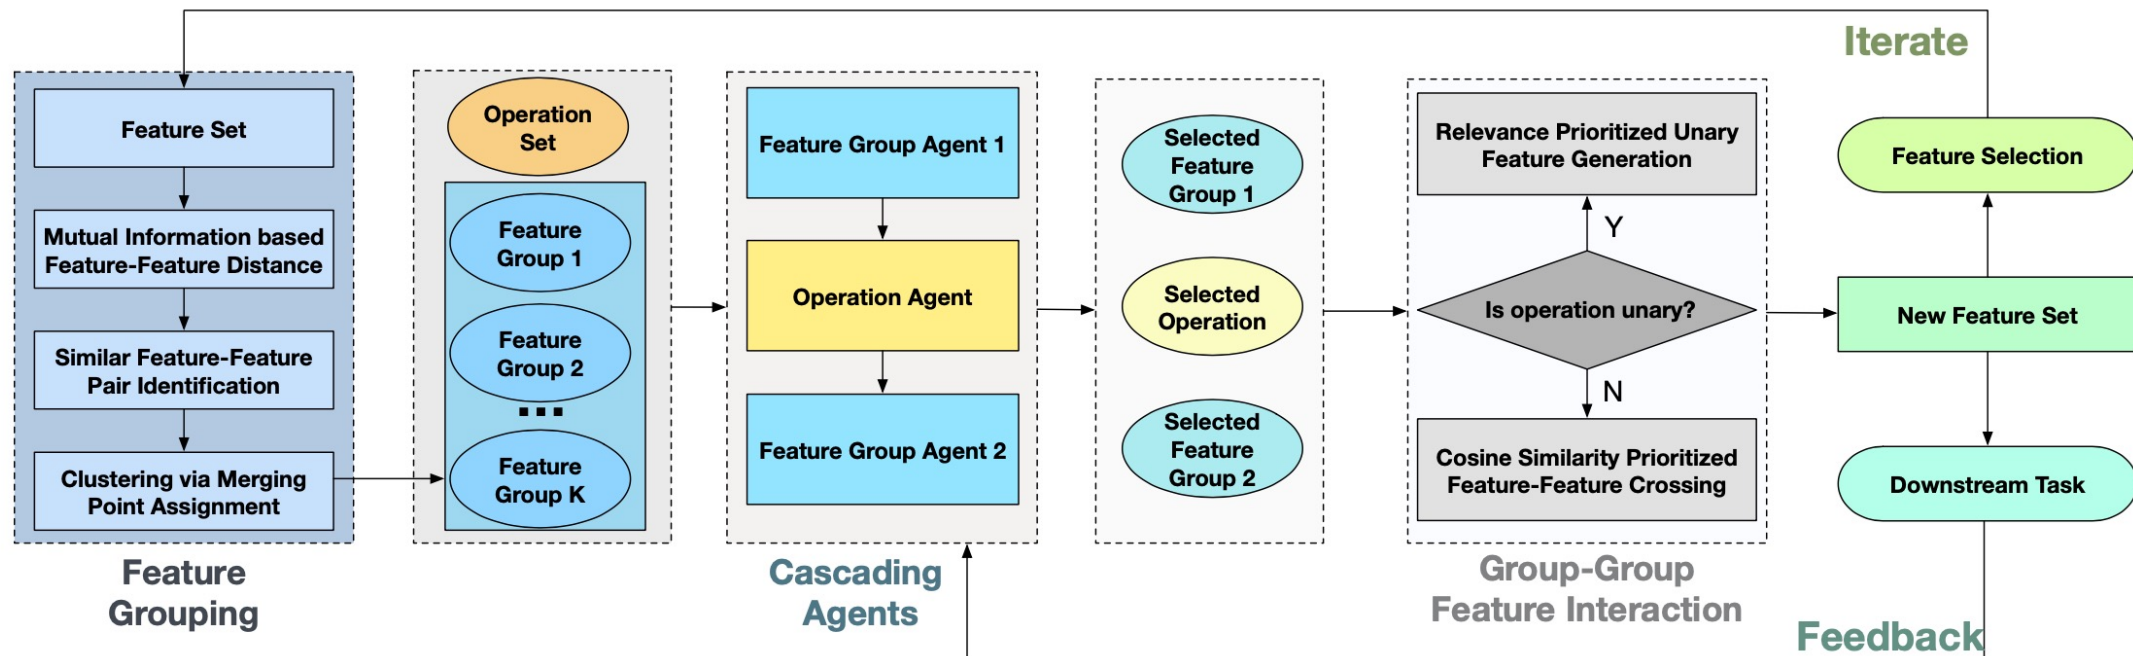 Iterate
Feature Set
Mutual Information based
Feature-Feature Distance
Similar Feature-Feature
Pair Identification
Clustering via Merging
Point Assignment
Feature
Grouping
Operation
Set
Feature
Group 1
Feature
Group 2
...
Feature
Group K
Feature Group Agent 1
Operation Agent
Feature Group Agent 2
Cascading
Agents
Selected
Feature
Group 1
Selected
Operation
Selected
Feature
Group 2
Relevance Prioritized Unary
Feature Generation
Y
Is operation unary?
N
Cosine Similarity Prioritized
Feature-Feature Crossing
Group-Group
Feature Interaction
Feature Selection
New Feature Set
Downstream Task
Feedback